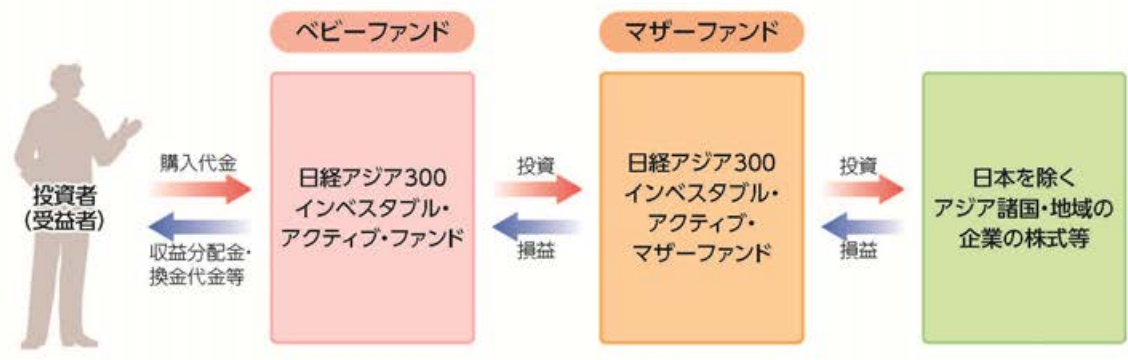 ベビーファンド
マザーファンド
投資者
（受益者）
購入代金
収益分配金・
換金代金等
日経アジア300
インベスタブル・
アクティブ・ファンド
投資
損益
日経アジア300
インベスタブル・
アクティブ・
マザーファンド
投資
損益
日本を除く
アジア諸国・地域の
企業の株式等